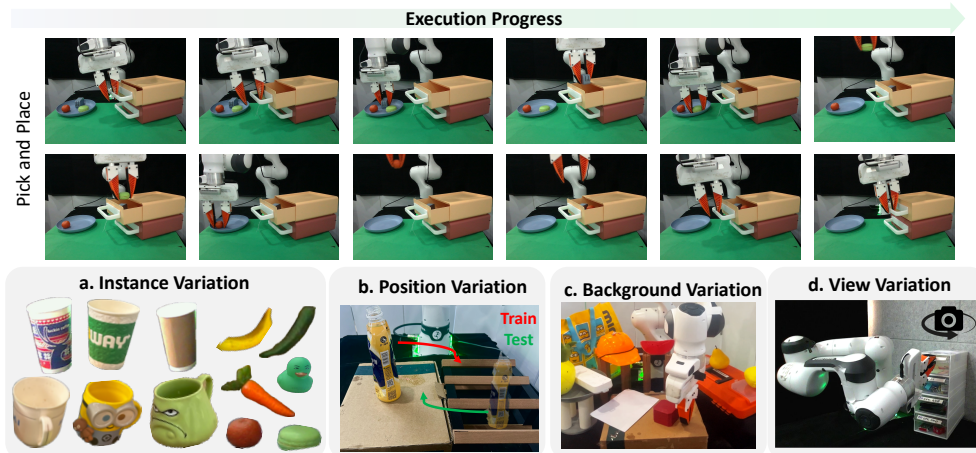 Execution Progress
Pick and Place
a. Instance Variation
b. Position Variation
c. Background Variation
d. View Variation
Train
Test
WAY